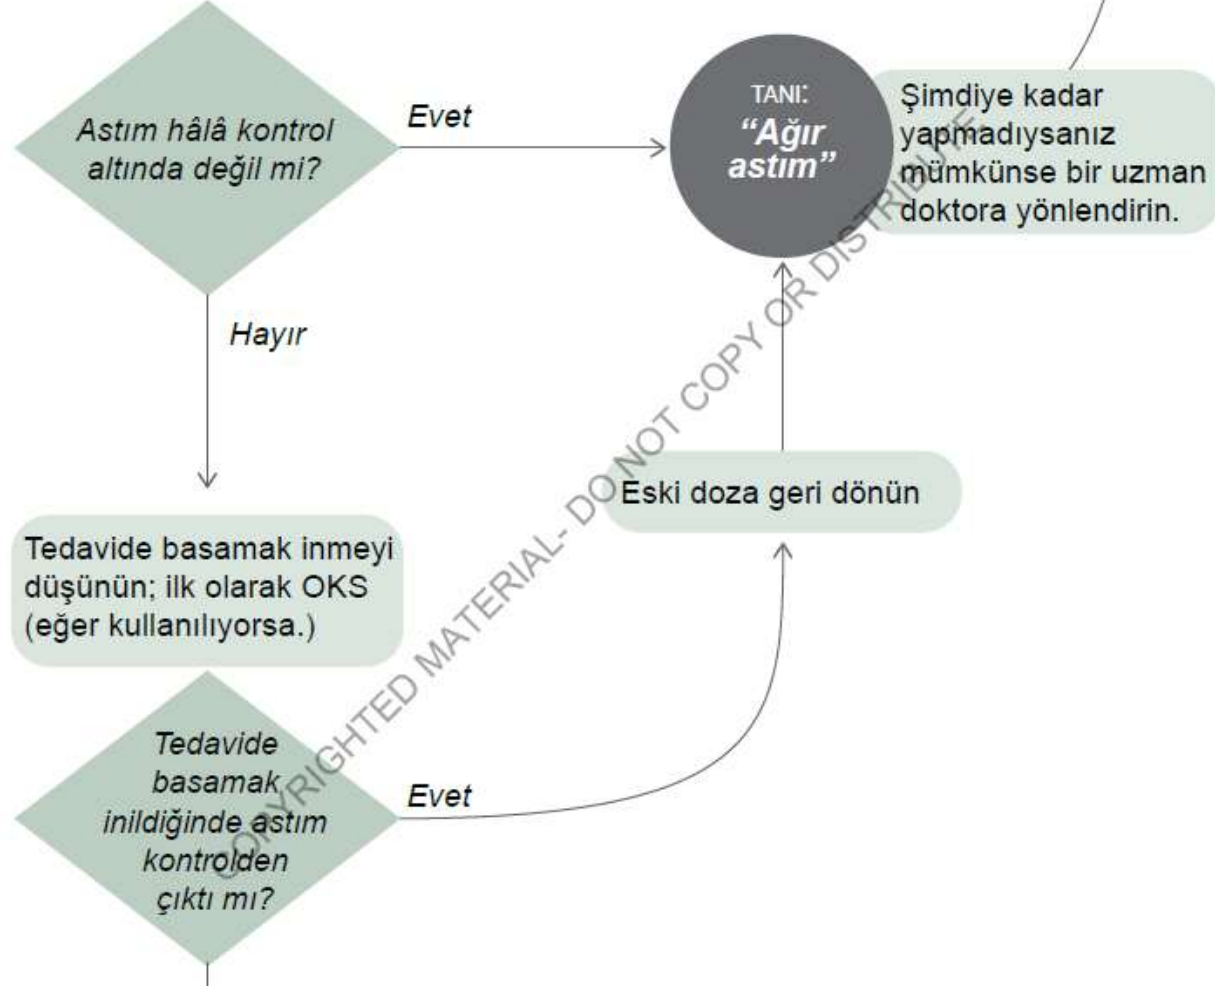 Astım hâlâ kontrol
altında değil mi?
Evet
TANI:
“Ağır
astım”
Şimdiye kadar
yapmadıysanız
mümkünse bir uzman
doktora yönlendirin.
Hayır
Eski doza geri dönün
Tedavide basamak inmeyi
düşünün; ilk olarak OKS
(eğer kullanılıyorsa.)
Tedavide
basamak
inildiğinde astım
kontrolden
çıktı mı?
Evet
COPYRIGHTED MATERIAL- DO NOT COPY OR DISTRIBUTE